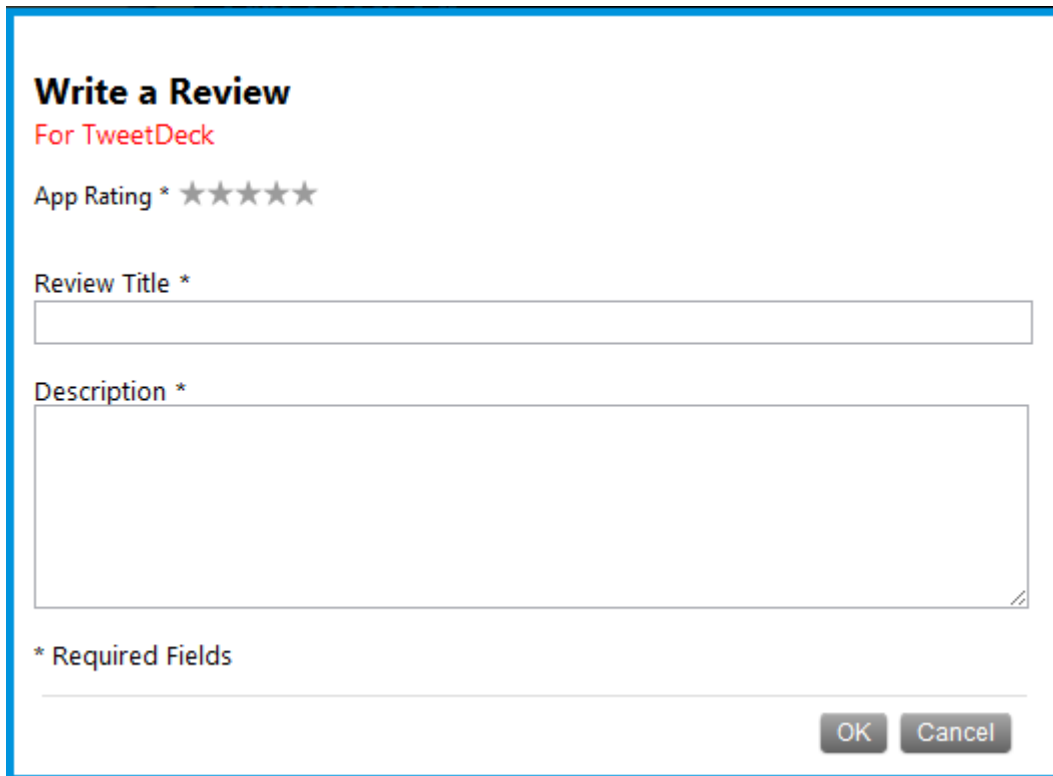 Write a Review
For TweetDeck
App Rating * ★★★★★
Review Title *
Description *
* Required Fields
OK Cancel